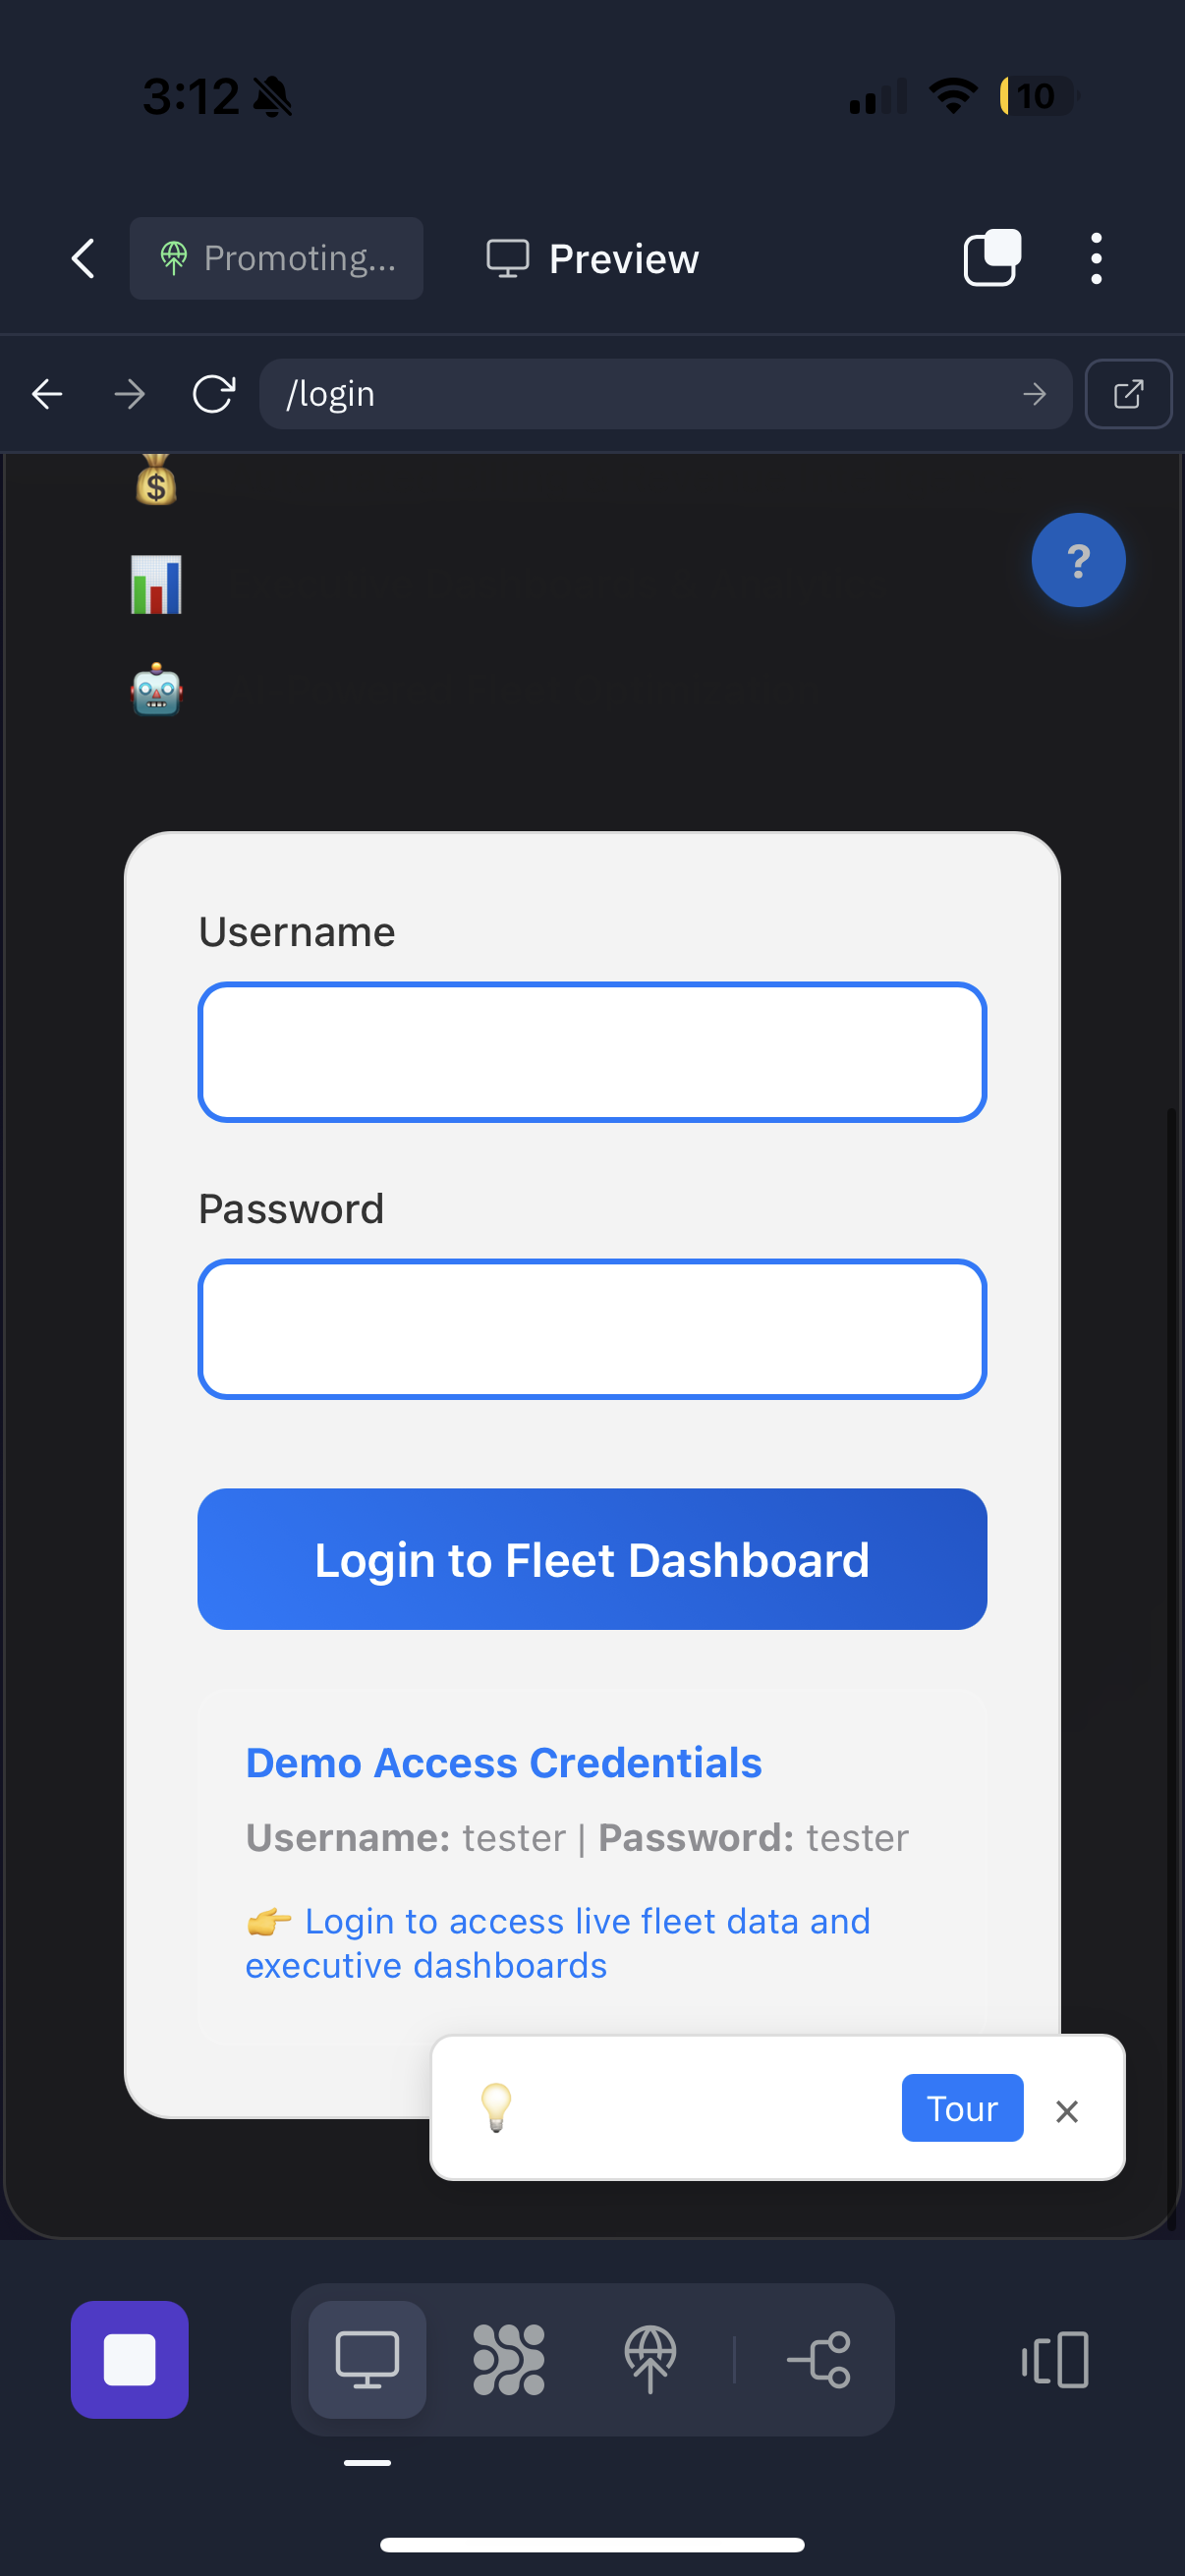 3:12
10
Promoting...
Preview
/login
?
Username
Password
Login to Fleet Dashboard
Demo Access Credentials
Username: tester | Password: tester
👉 Login to access live fleet data and
executive dashboards
Tour ×